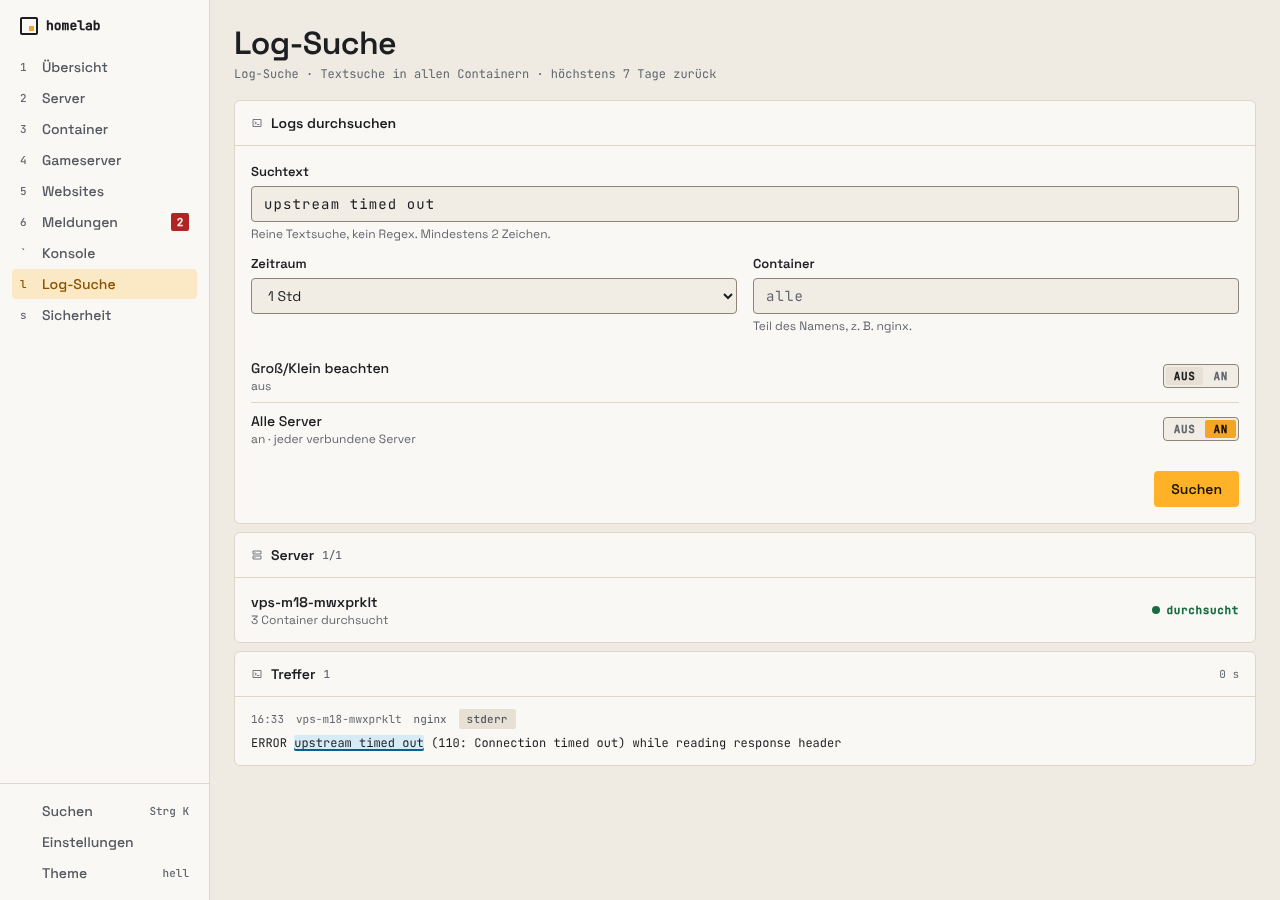 homelab
1 Übersicht
2 Server
3 Container
4 Gameserver
5 Websites
6 Meldungen 2
` Konsole
l Log-Suche
s Sicherheit
Suchen Strg K
Einstellungen
Theme hell
Log-Suche
Log-Suche · Textsuche in allen Containern · höchstens 7 Tage zurück
Logs durchsuchen
Suchtext
upstream timed out
Reine Textsuche, kein Regex. Mindestens 2 Zeichen.
Zeitraum Container
1 Std alle
Teil des Namens, z. B. nginx.
Groß/Klein beachten
aus
AUS AN
Alle Server
an · jeder verbundene Server
AUS AN
Suchen
Server 1/1
vps-m18-mwxprklt
3 Container durchsucht
durchsucht
Treffer 1 0 s
16:33 vps-m18-mwxprklt nginx stderr
ERROR upstream timed out (110: Connection timed out) while reading response header